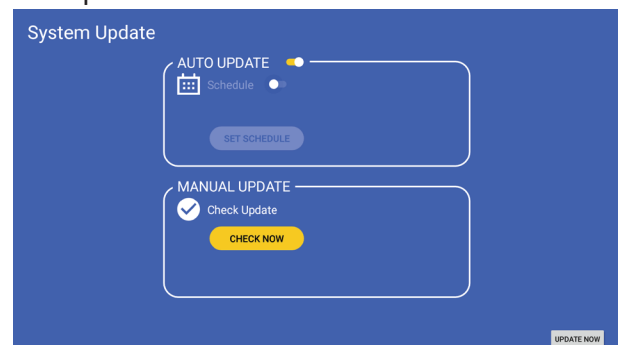 System Update
AUTO UPDATE
Schedule
SET SCHEDULE
MANUAL UPDATE
Check Update
CHECK NOW
UPDATE NOW